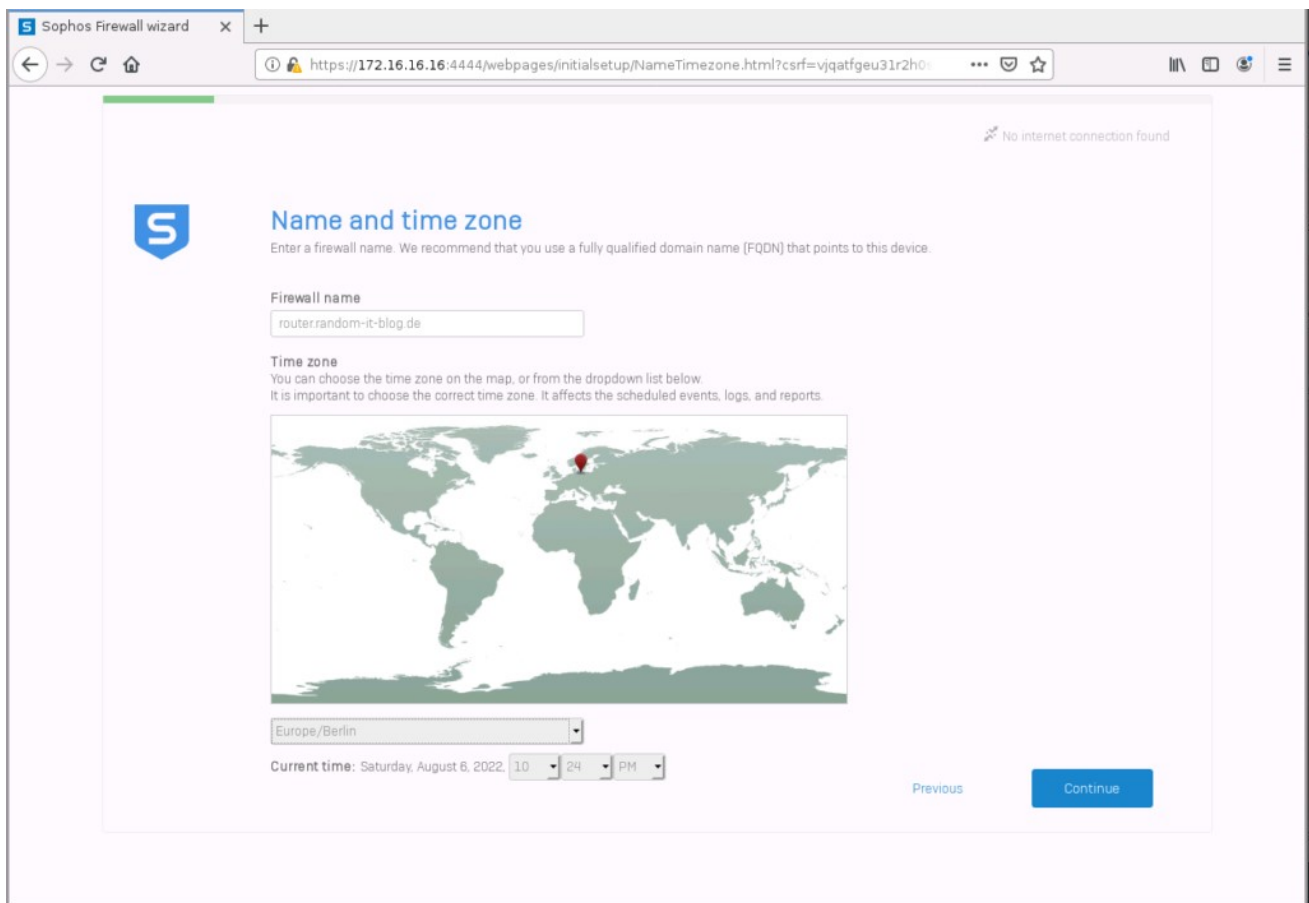 Sophos Firewall wizard
https://172.16.16.16:4444/webpages/initialsetup/NameTimezone.html?csrf=vjqatfgeu31r2h0s
No internet connection found
S
Name and time zone
Enter a firewall name. We recommend that you use a fully qualified domain name (FQDN) that points to this device.
Firewall name
router.random-it-blog.de
Time zone
You can choose the time zone on the map, or from the dropdown list below.
It is important to choose the correct time zone. It affects the scheduled events, logs, and reports.
Europe/Berlin
Current time: Saturday, August 6, 2022, 10 24 PM
Previous Continue